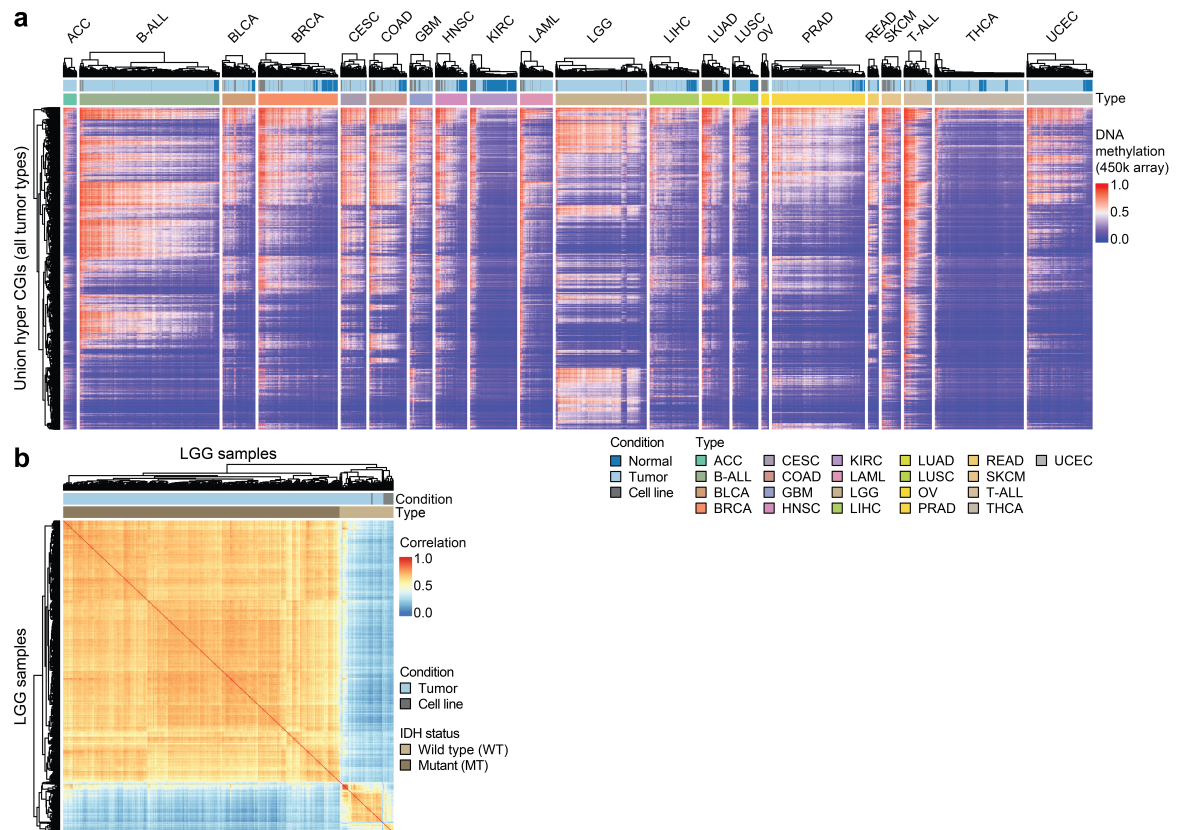 a
ACC
B-ALL
BLCA
BRCA
CESC
COAD
GBM
HNSC
KIRC
LAML
LGG
LIHC
LUAD
LUSC
OV
PRAD
READ
SKCM
T-ALL
THCA
UCEC
Type
DNA
methylation
(450k array)
1.0
0.5
0.0
Union hyper CGIs (all tumor types)
Condition
Normal
Tumor
Cell line
Type
ACC
B-ALL
BLCA
BRCA
CESC
COAD
GBM
HNSC
KIRC
LAML
LGG
LIHC
LUAD
LUSC
OV
PRAD
READ
SKCM
T-ALL
THCA
UCEC
b
LGG samples
Condition
Type
Correlation
1.0
0.5
0.0
LGG samples
Condition
Tumor
Cell line
IDH status
Wild type (WT)
Mutant (MT)